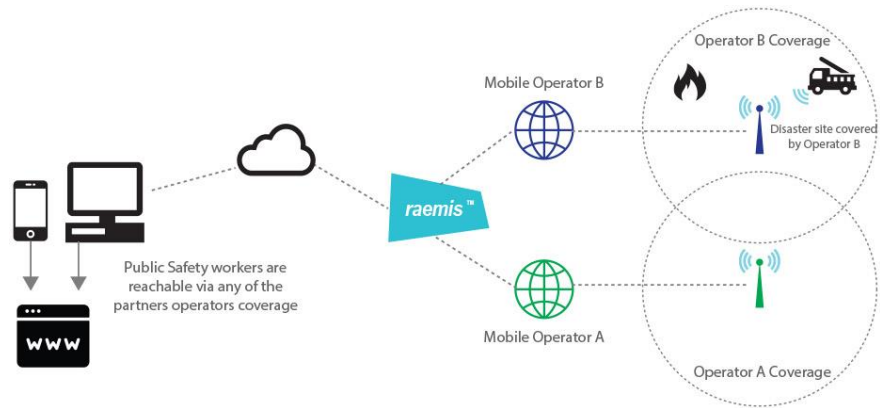 Operator B Coverage
Mobile Operator B
Disaster site covered
by Operator B
raemis™
Public Safety workers are
reachable via any of the
partners operators coverage
www
Mobile Operator A
Operator A Coverage